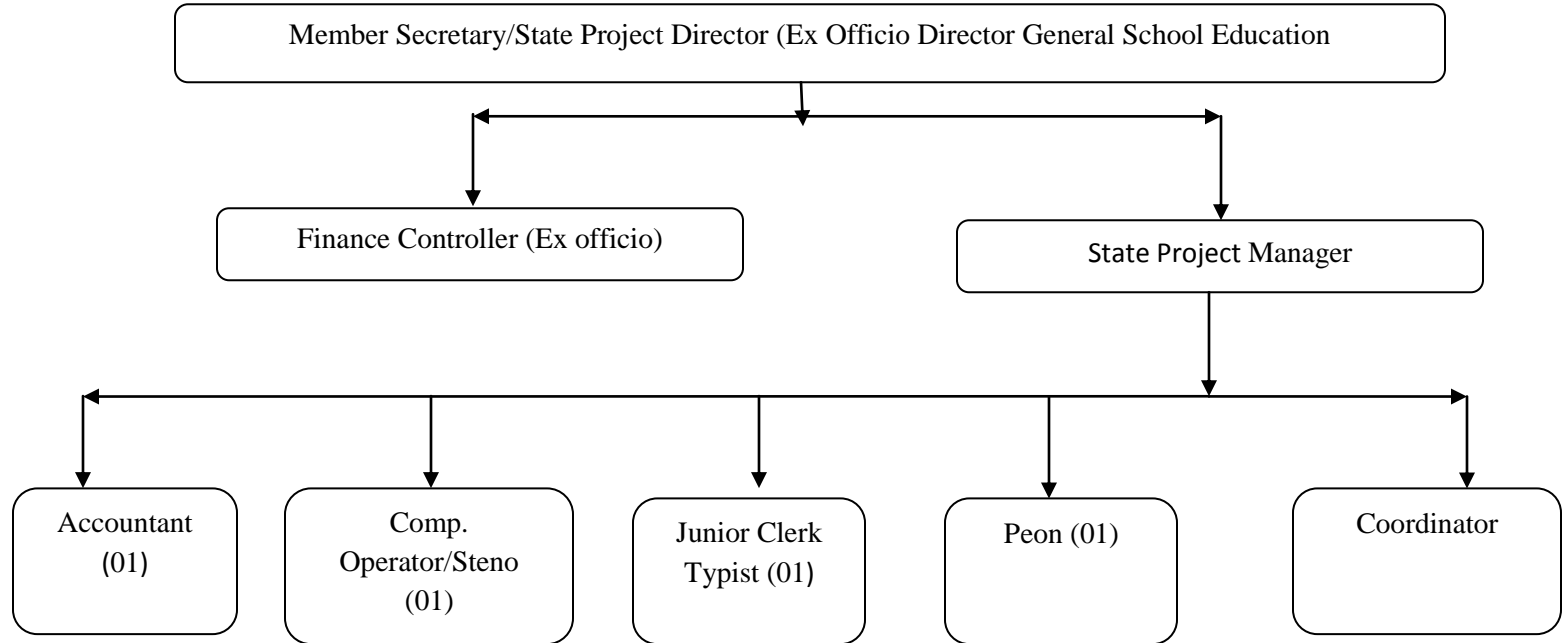 Member Secretary/State Project Director (Ex Officio Director General School Education
Finance Controller (Ex officio)
State Project Manager
Accountant
(01)
Comp.
Operator/Steno
(01)
Junior Clerk
Typist (01)
Peon (01)
Coordinator